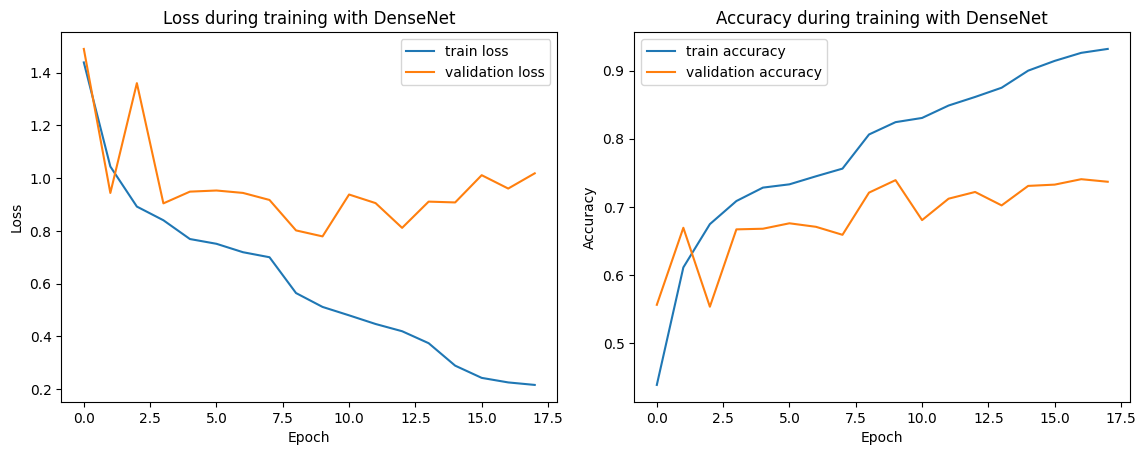 Loss during training with DenseNet
train loss
validation loss
1.4
1.2
1.0
0.8
0.6
0.4
0.2
Loss
0.0
2.5
5.0
7.5
10.0
12.5
15.0
17.5
Epoch
Accuracy during training with DenseNet
train accuracy
validation accuracy
0.9
0.8
0.7
0.6
0.5
Accuracy
0.0
2.5
5.0
7.5
10.0
12.5
15.0
17.5
Epoch